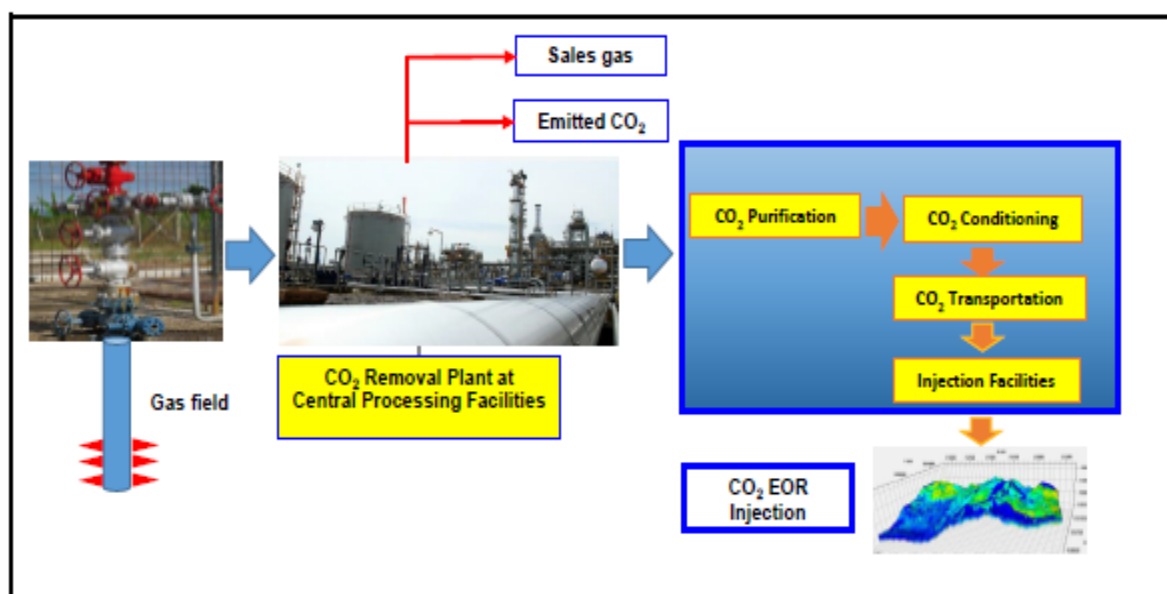 Sales gas
Emitted CO₂
CO₂ Purification
CO₂ Conditioning
CO₂ Transportation
Injection Facilities
Gas field
CO₂ Removal Plant at
Central Processing Facilities
CO₂ EOR
Injection